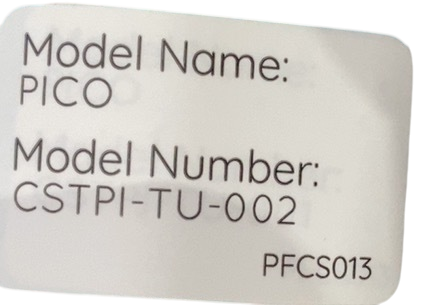 Model Name:
PICO
Model Number:
CSTPI-TU-002
PFCS013